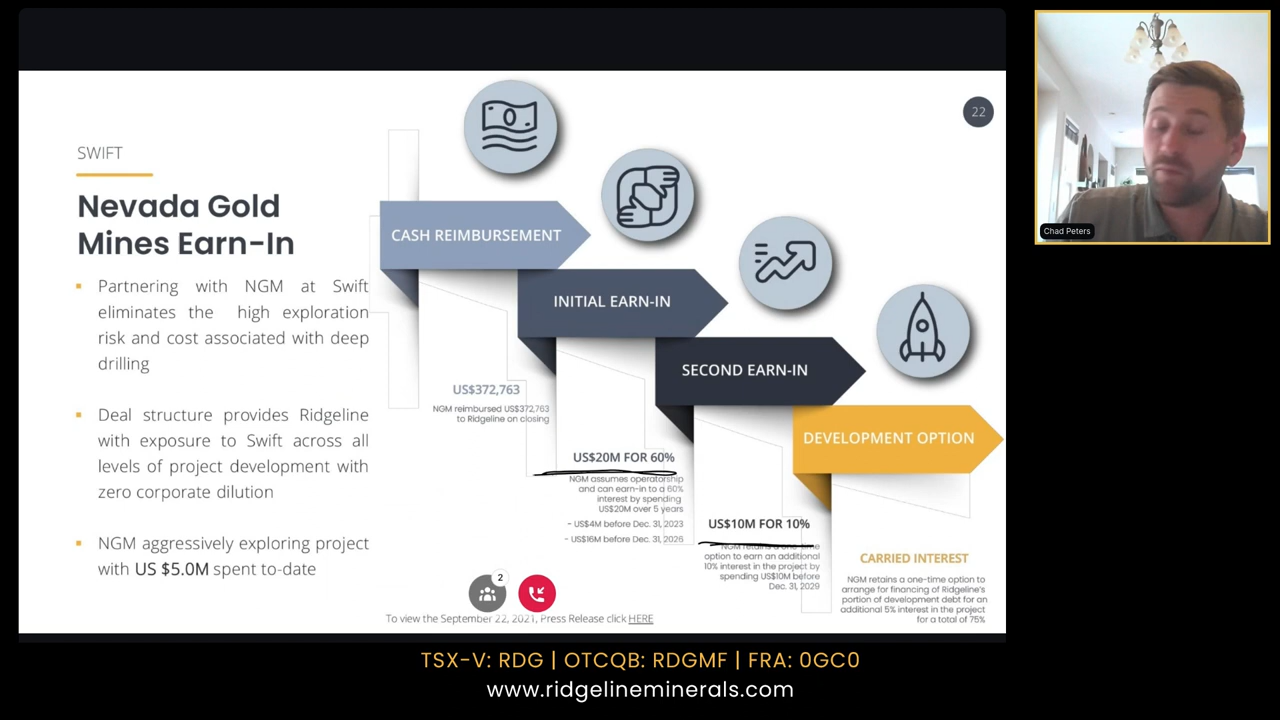 22
SWIFT
Nevada Gold
Mines Earn-In
Partnering with NGM at Swift
eliminates the high exploration
risk and cost associated with deep
drilling
Deal structure provides Ridgeline
with exposure to Swift across all
levels of project development with
zero corporate dilution
NGM aggressively exploring project
with US $5.0M spent to-date
CASH REIMBURSEMENT
US$372,763
NGM reimbursed US$372,763
to Ridgeline on closing
INITIAL EARN-IN
US$20M FOR 60%
NGM assumes operatorship
and can earn-in to a 60%
interest by spending
US$20M over 5 years
- US$4M before Dec. 31, 2023
- US$16M before Dec. 31, 2026
SECOND EARN-IN
US$10M FOR 10%
NGM retains a one-time
option to earn an additional
10% interest in the project by
spending US$10M before
Dec. 31, 2029
DEVELOPMENT OPTION
CARRIED INTEREST
NGM retains a one-time option to
arrange for financing of Ridgeline's
portion of development debt for an
additional 5% interest in the project
for a total of 75%
2
To view the September 22, 2021, Press Release click HERE
Chad Peters
TSX-V: RDG | OTCQB: RDGMF | FRA: 0GC0
www.ridgelineminerals.com